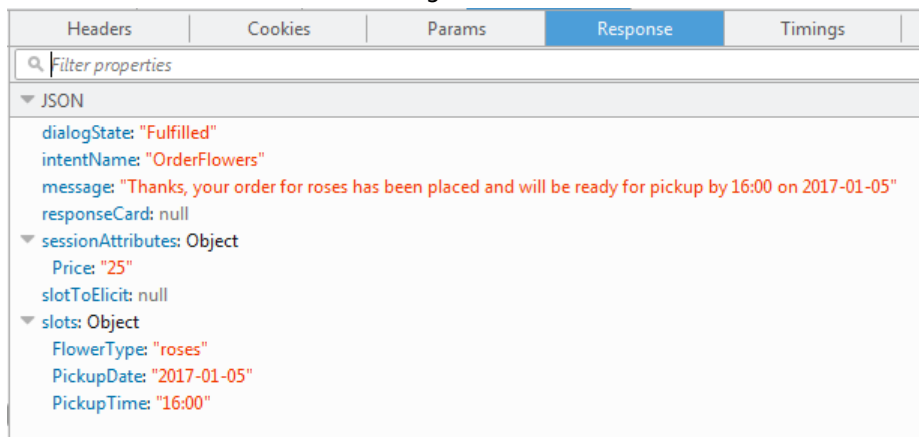 Headers Cookies Params Response Timings
Filter properties
JSON
dialogState: "Fulfilled"
intentName: "OrderFlowers"
message: "Thanks, your order for roses has been placed and will be ready for pickup by 16:00 on 2017-01-05"
responseCard: null
sessionAttributes: Object
Price: "25"
slotToElicit: null
slots: Object
FlowerType: "roses"
PickupDate: "2017-01-05"
PickupTime: "16:00"